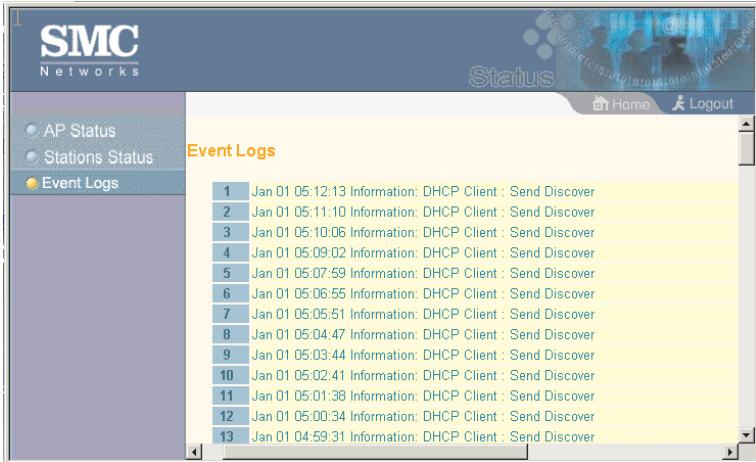 SMC
Networks
Status
Home
Logout
AP Status
Stations Status
Event Logs
Event Logs
1 Jan 01 05:12:13 Information: DHCP Client : Send Discover
2 Jan 01 05:11:10 Information: DHCP Client : Send Discover
3 Jan 01 05:10:06 Information: DHCP Client : Send Discover
4 Jan 01 05:09:02 Information: DHCP Client : Send Discover
5 Jan 01 05:07:59 Information: DHCP Client : Send Discover
6 Jan 01 05:06:55 Information: DHCP Client : Send Discover
7 Jan 01 05:05:51 Information: DHCP Client : Send Discover
8 Jan 01 05:04:47 Information: DHCP Client : Send Discover
9 Jan 01 05:03:44 Information: DHCP Client : Send Discover
10 Jan 01 05:02:41 Information: DHCP Client : Send Discover
11 Jan 01 05:01:38 Information: DHCP Client : Send Discover
12 Jan 01 05:00:34 Information: DHCP Client : Send Discover
13 Jan 01 04:59:31 Information: DHCP Client : Send Discover